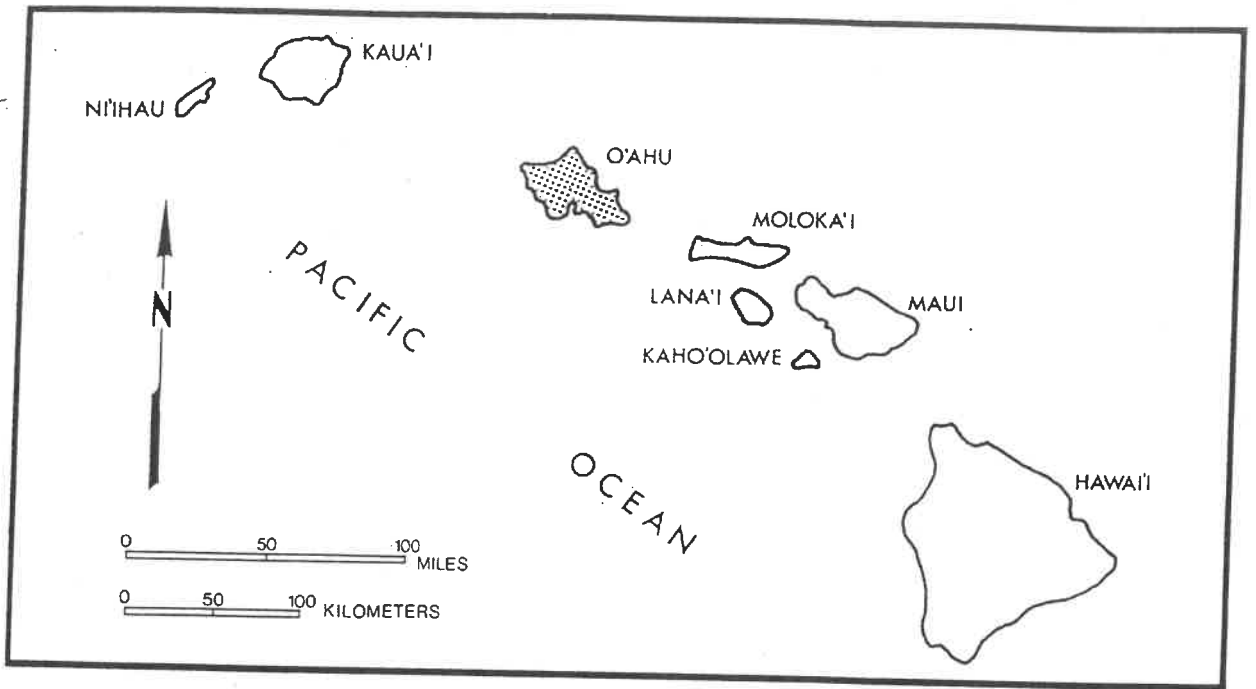 KAUA'I
NI'IHAU
O'AHU
MOLOKA'I
LANA'I
MAUI
KAHO'OLAWE
PACIFIC
N
OCEAN
HAWAI'I
0 50 100 MILES
0 50 100 KILOMETERS